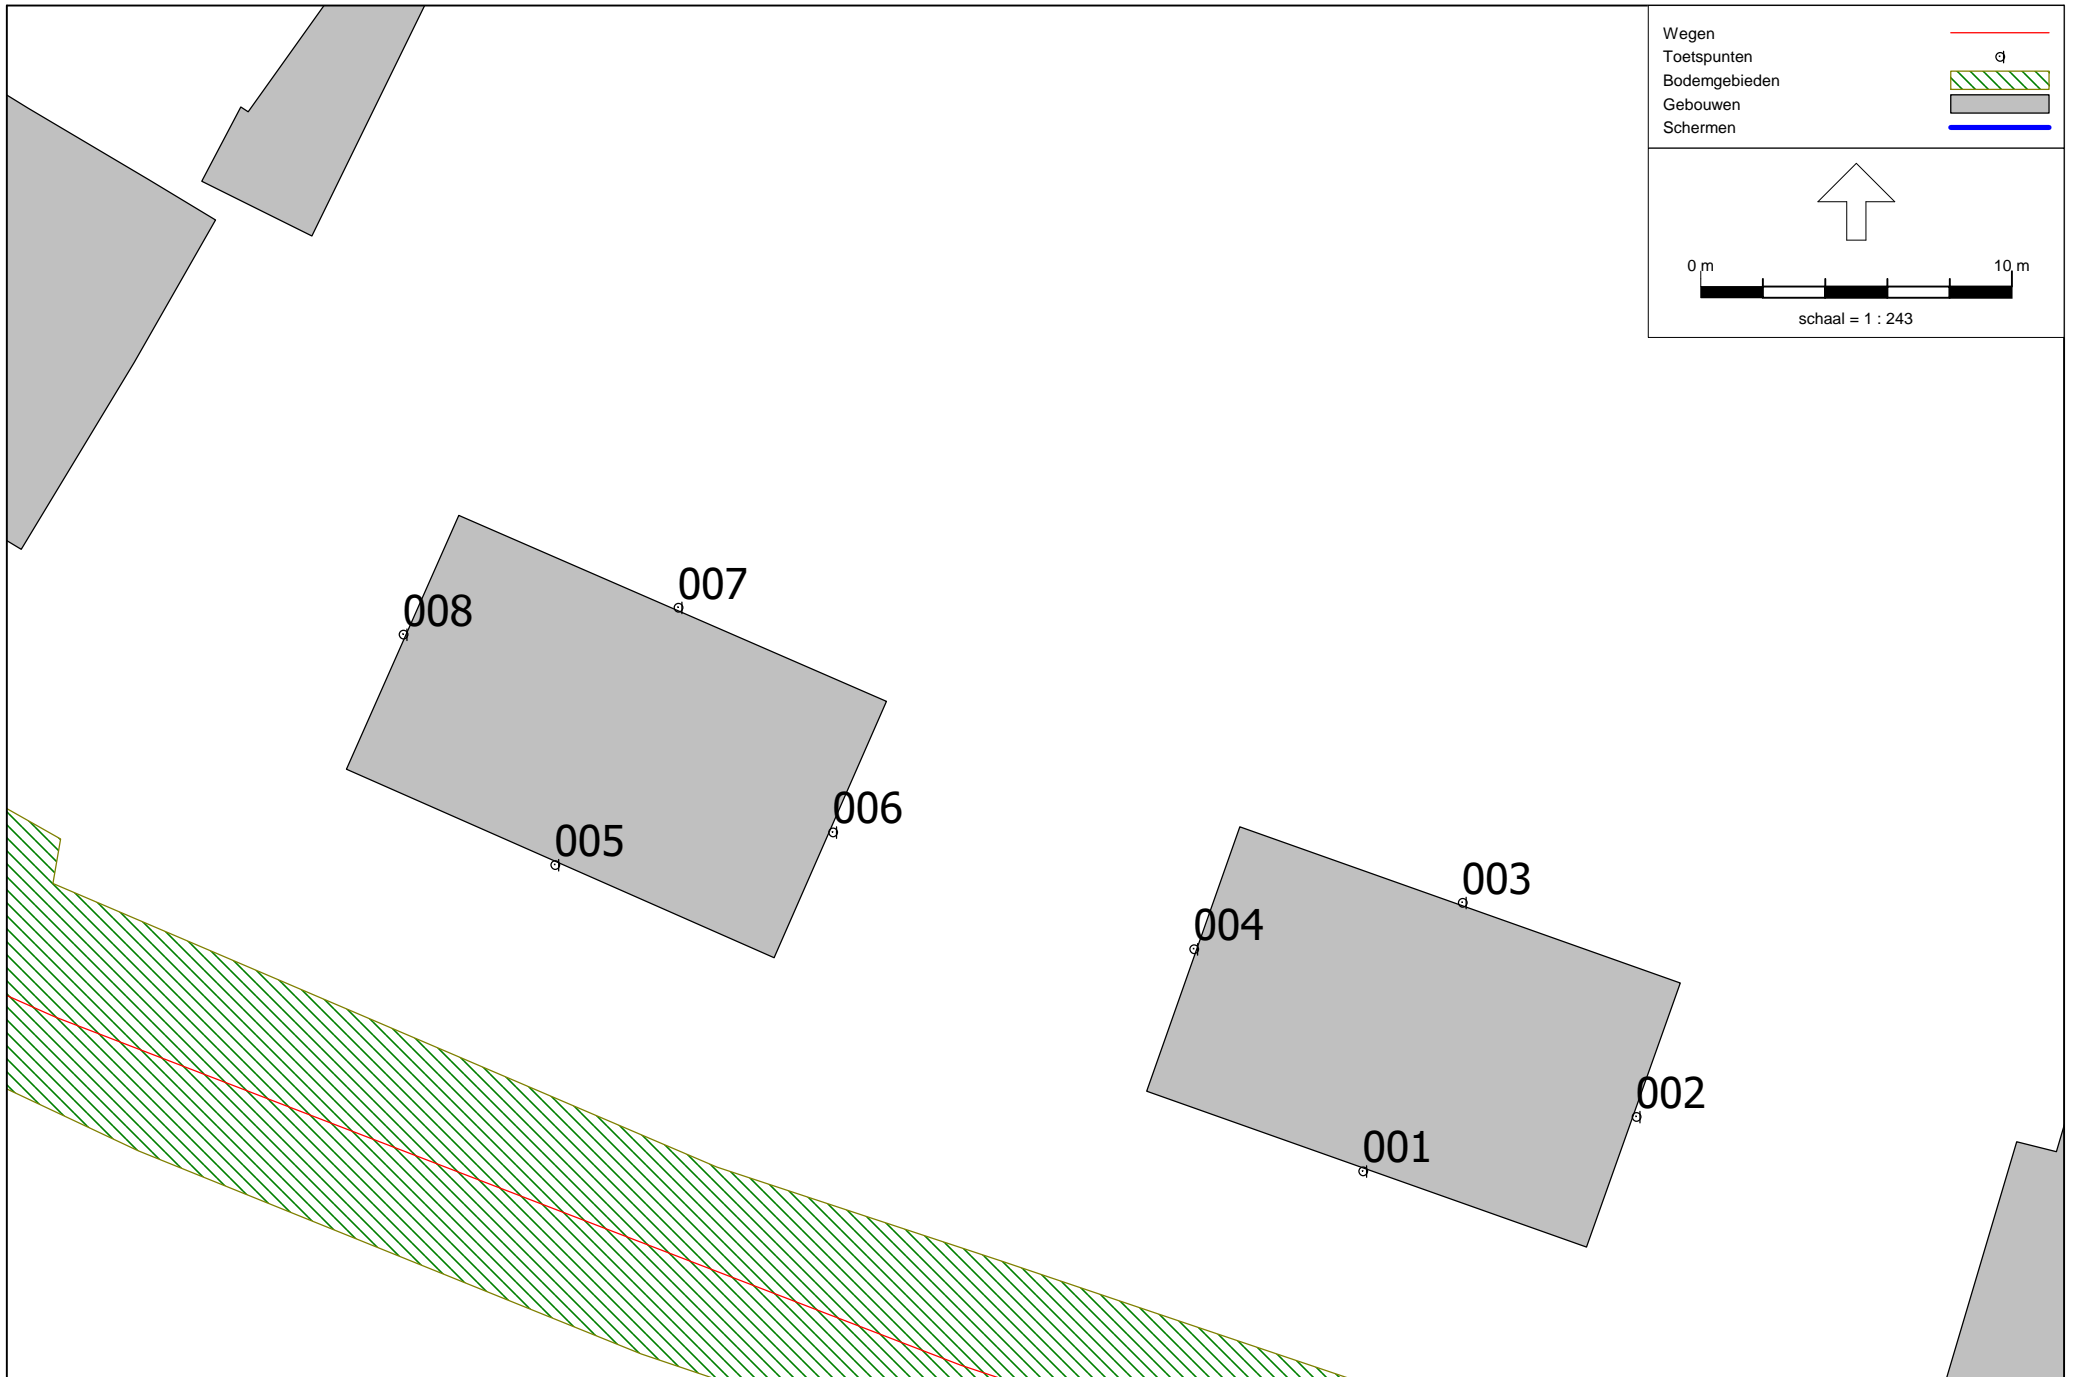 Wegen
Toetspunten
Bodemgebieden
Gebouwen
Schermen
0 m 10 m
schaal = 1 : 243
007
008
006
005
003
004
002
001